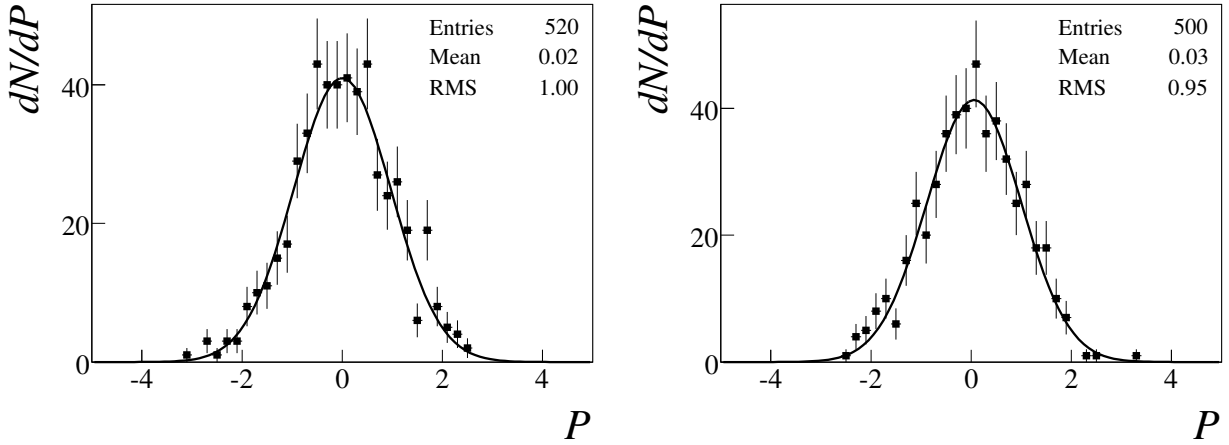 dN/dP
Entries 520
Mean 0.02
RMS 1.00
40
20
0
-4 -2 0 2 4
P
dN/dP
Entries 500
Mean 0.03
RMS 0.95
40
20
0
-4 -2 0 2 4
P